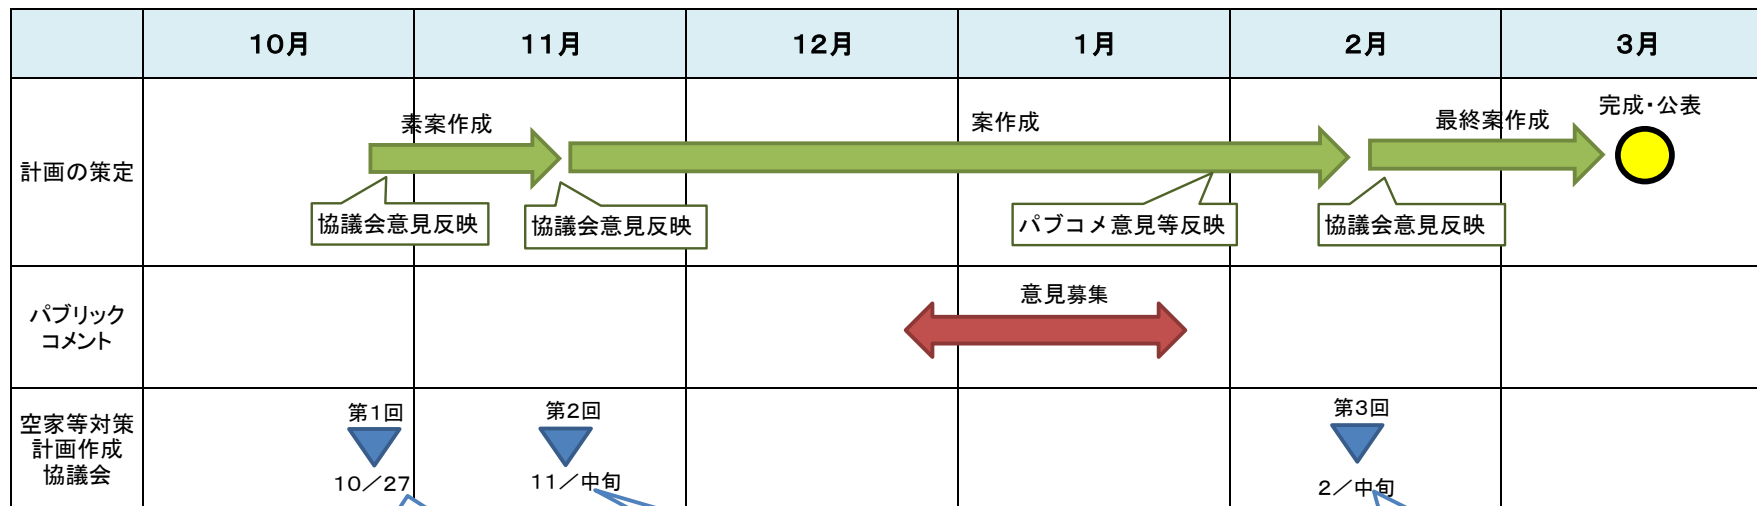 10月
11月
12月
1月
2月
3月
計画の策定
素案作成
案作成
最終案作成
完成・公表
協議会意見反映
協議会意見反映
パブコメ意見等反映
協議会意見反映
パブリック
コメント
意見募集
空家等対策
計画作成
協議会
第1回
第2回
第3回
10／27
11／中旬
2／中旬